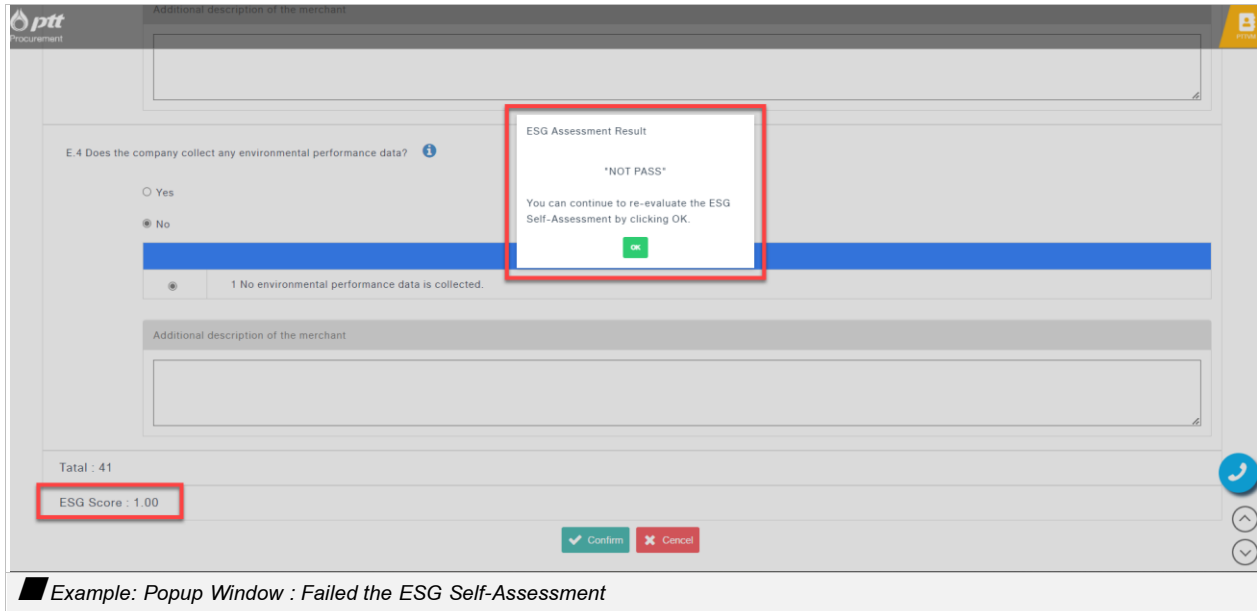 Additional description of the merchant
ptt
Procurement
ESG Assessment Result
*NOT PASS*
You can continue to re-evaluate the ESG
Self-Assessment by clicking OK.
OK
E.4 Does the company collect any environmental performance data?
Yes
No
1 No environmental performance data is collected.
Additional description of the merchant
Tatal : 41
ESG Score : 1.00
Confirm
Cencel
Example: Popup Window : Failed the ESG Self-Assessment